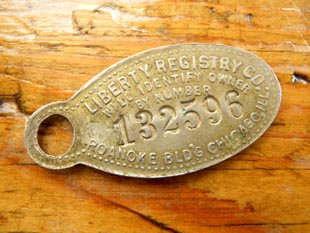 LIBERTY REGISTRY CO.
WILL IDENTIFY OWNER
BY NUMBER
132596
ROANOKE BLD'G CHICAGO, ILL.